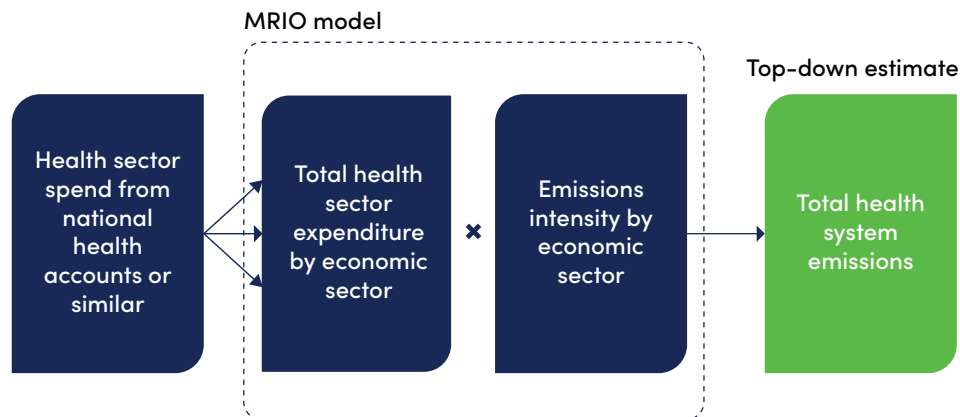 MRIO model
Top-down estimate
Health sector
spend from
national
health
accounts or
similar
Total health
sector
expenditure
by economic
sector
×
Emissions
intensity by
economic
sector
Total health
system
emissions